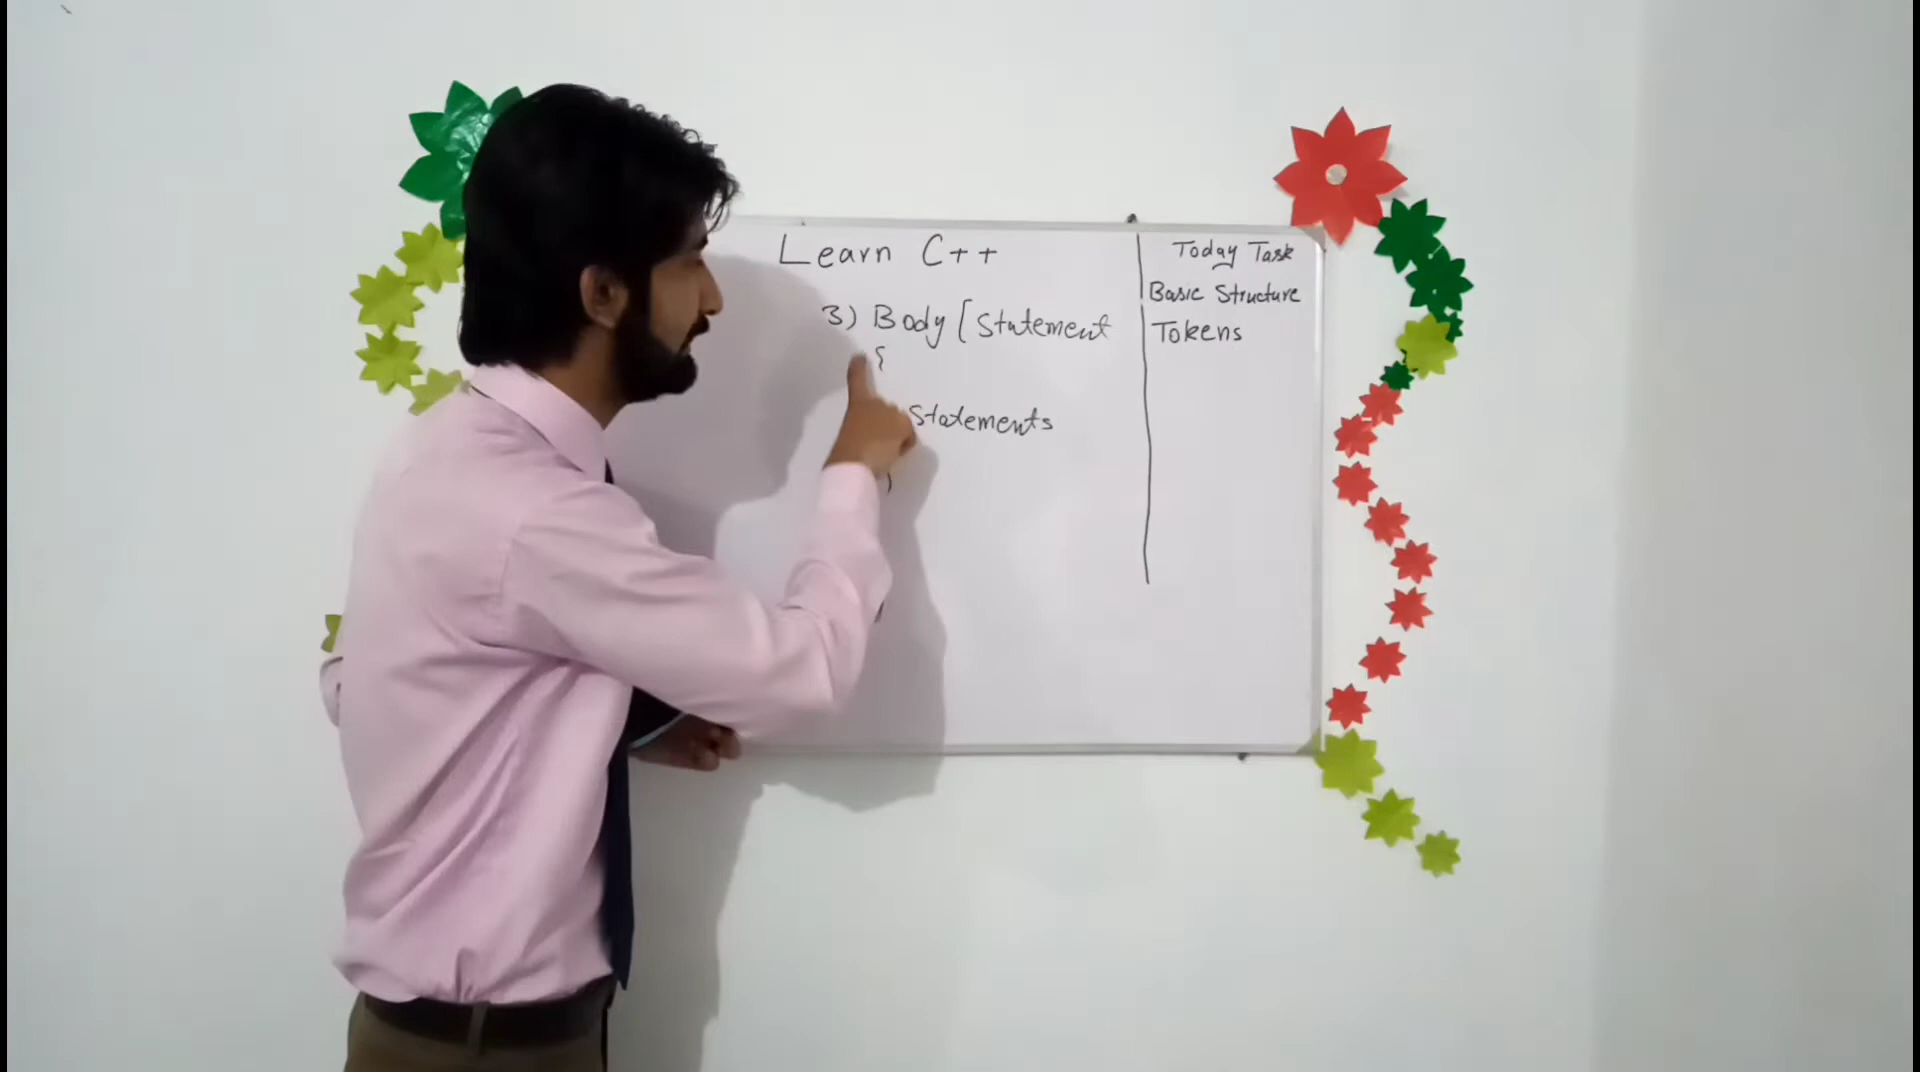 Learn C++
3) Body [Statement
{
Statements
Today Task
Basic Structure
Tokens